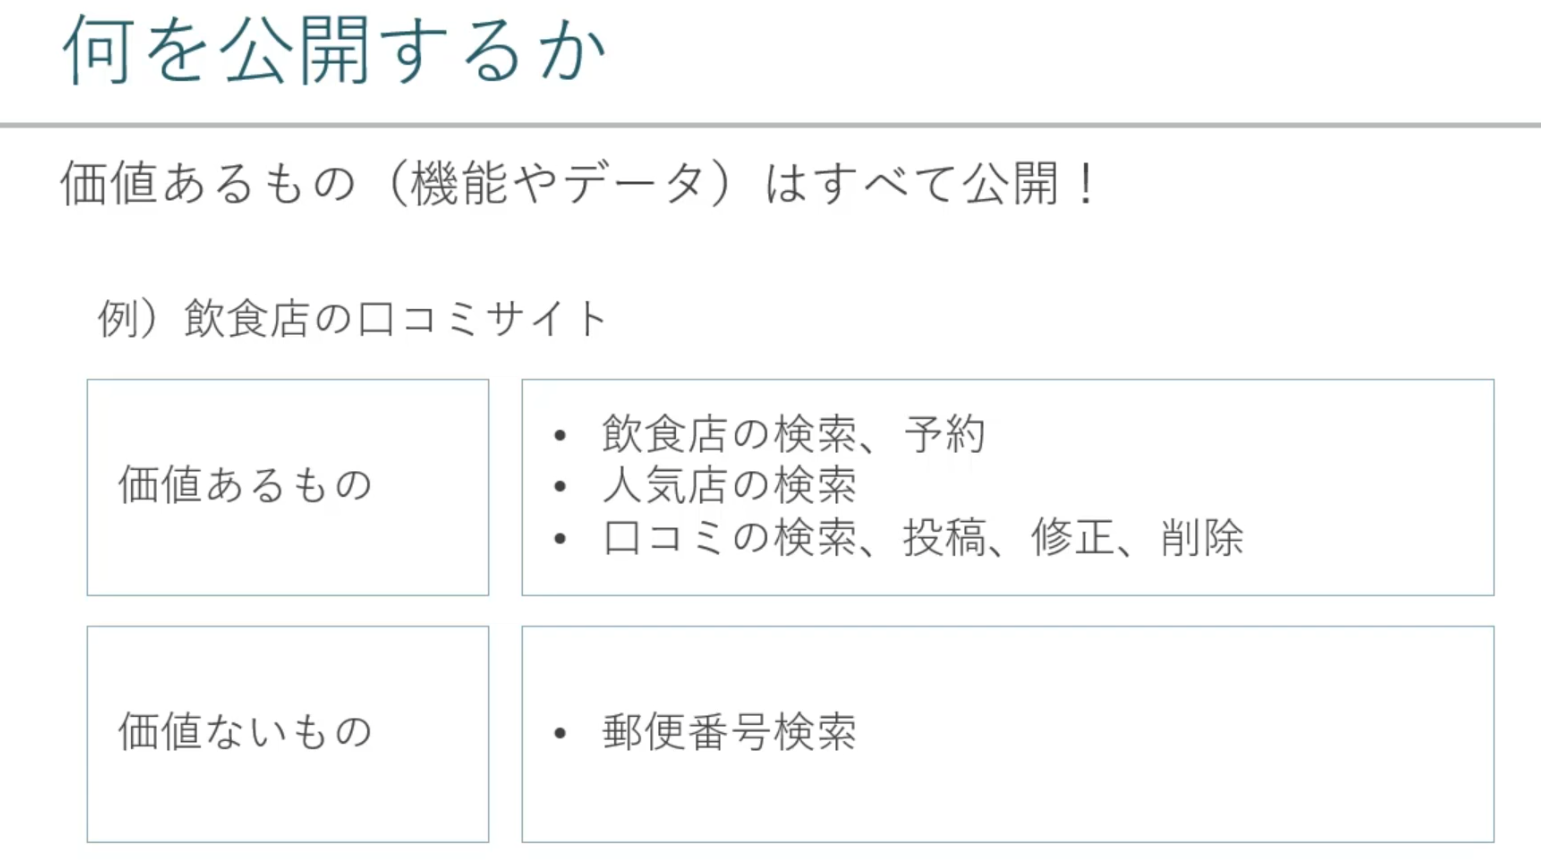 何を公開するか
価値あるもの（機能やデータ）はすべて公開！
例）飲食店の口コミサイト
価値あるもの
• 飲食店の検索、予約
• 人気店の検索
• 口コミの検索、投稿、修正、削除
価値ないもの
• 郵便番号検索